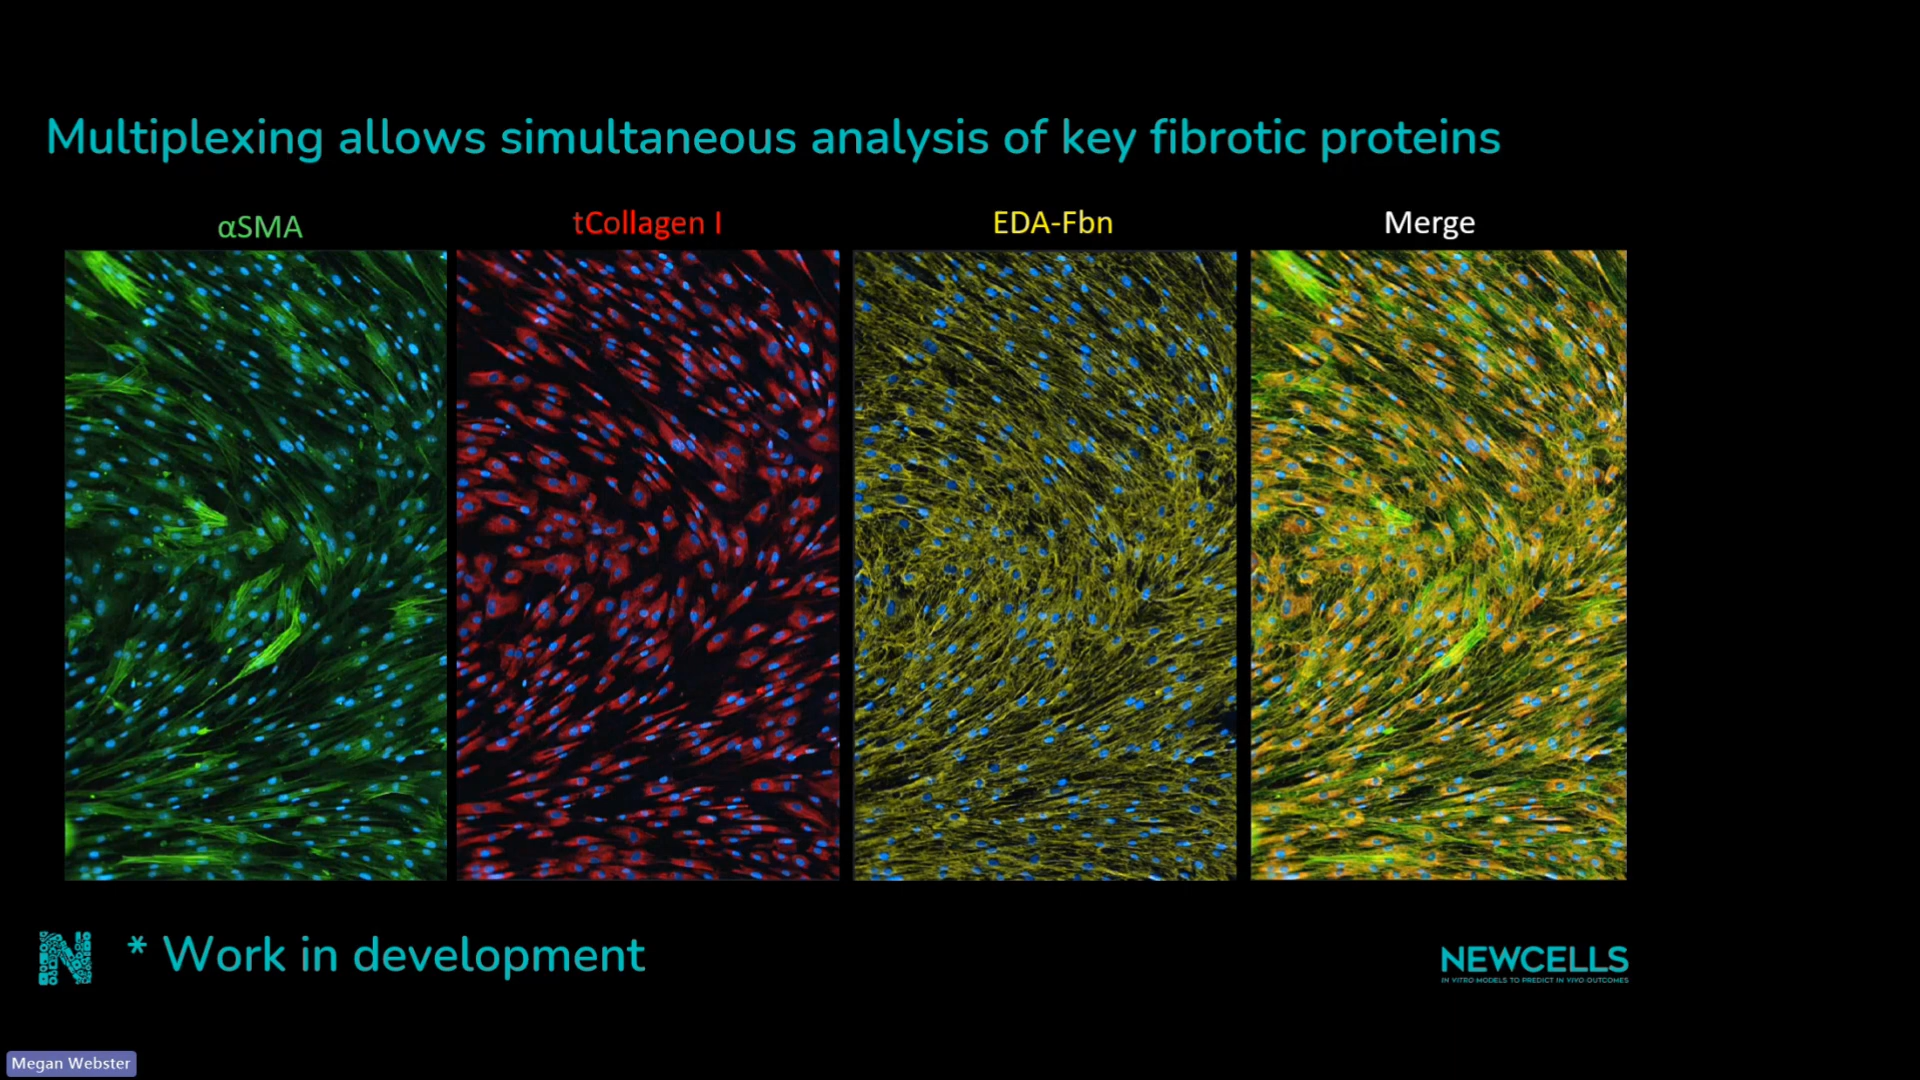 Multiplexing allows simultaneous analysis of key fibrotic proteins
αSMA
tCollagen I
EDA-Fbn
Merge
* Work in development
NEWCELLS
IN VITRO MODELS TO PREDICT IN VIVO OUTCOMES
Megan Webster